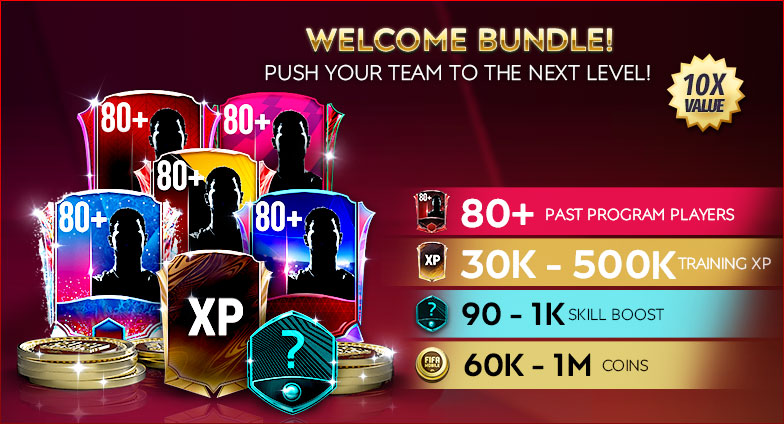 WELCOME BUNDLE!
PUSH YOUR TEAM TO THE NEXT LEVEL!
10X
VALUE
80+
80+
80+
80+
80+
XP
?
80+ PAST PROGRAM PLAYERS
XP 30K - 500K TRAINING XP
? 90 - 1K SKILL BOOST
FIFA
MOBILE
60K - 1M COINS